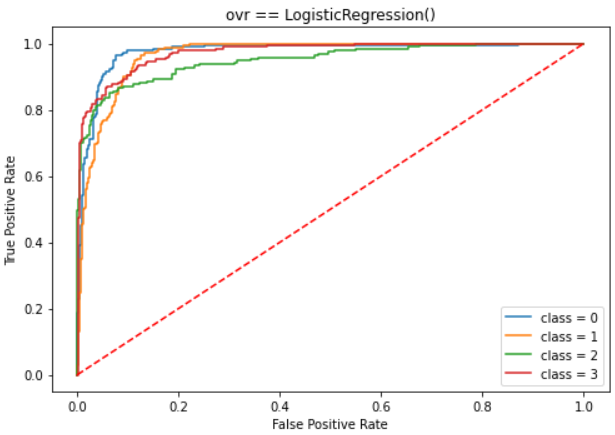 ovr == LogisticRegression()
1.0
0.8
0.6
0.4
0.2
0.0
True Positive Rate
class = 0
class = 1
class = 2
class = 3
0.0 0.2 0.4 0.6 0.8 1.0
False Positive Rate